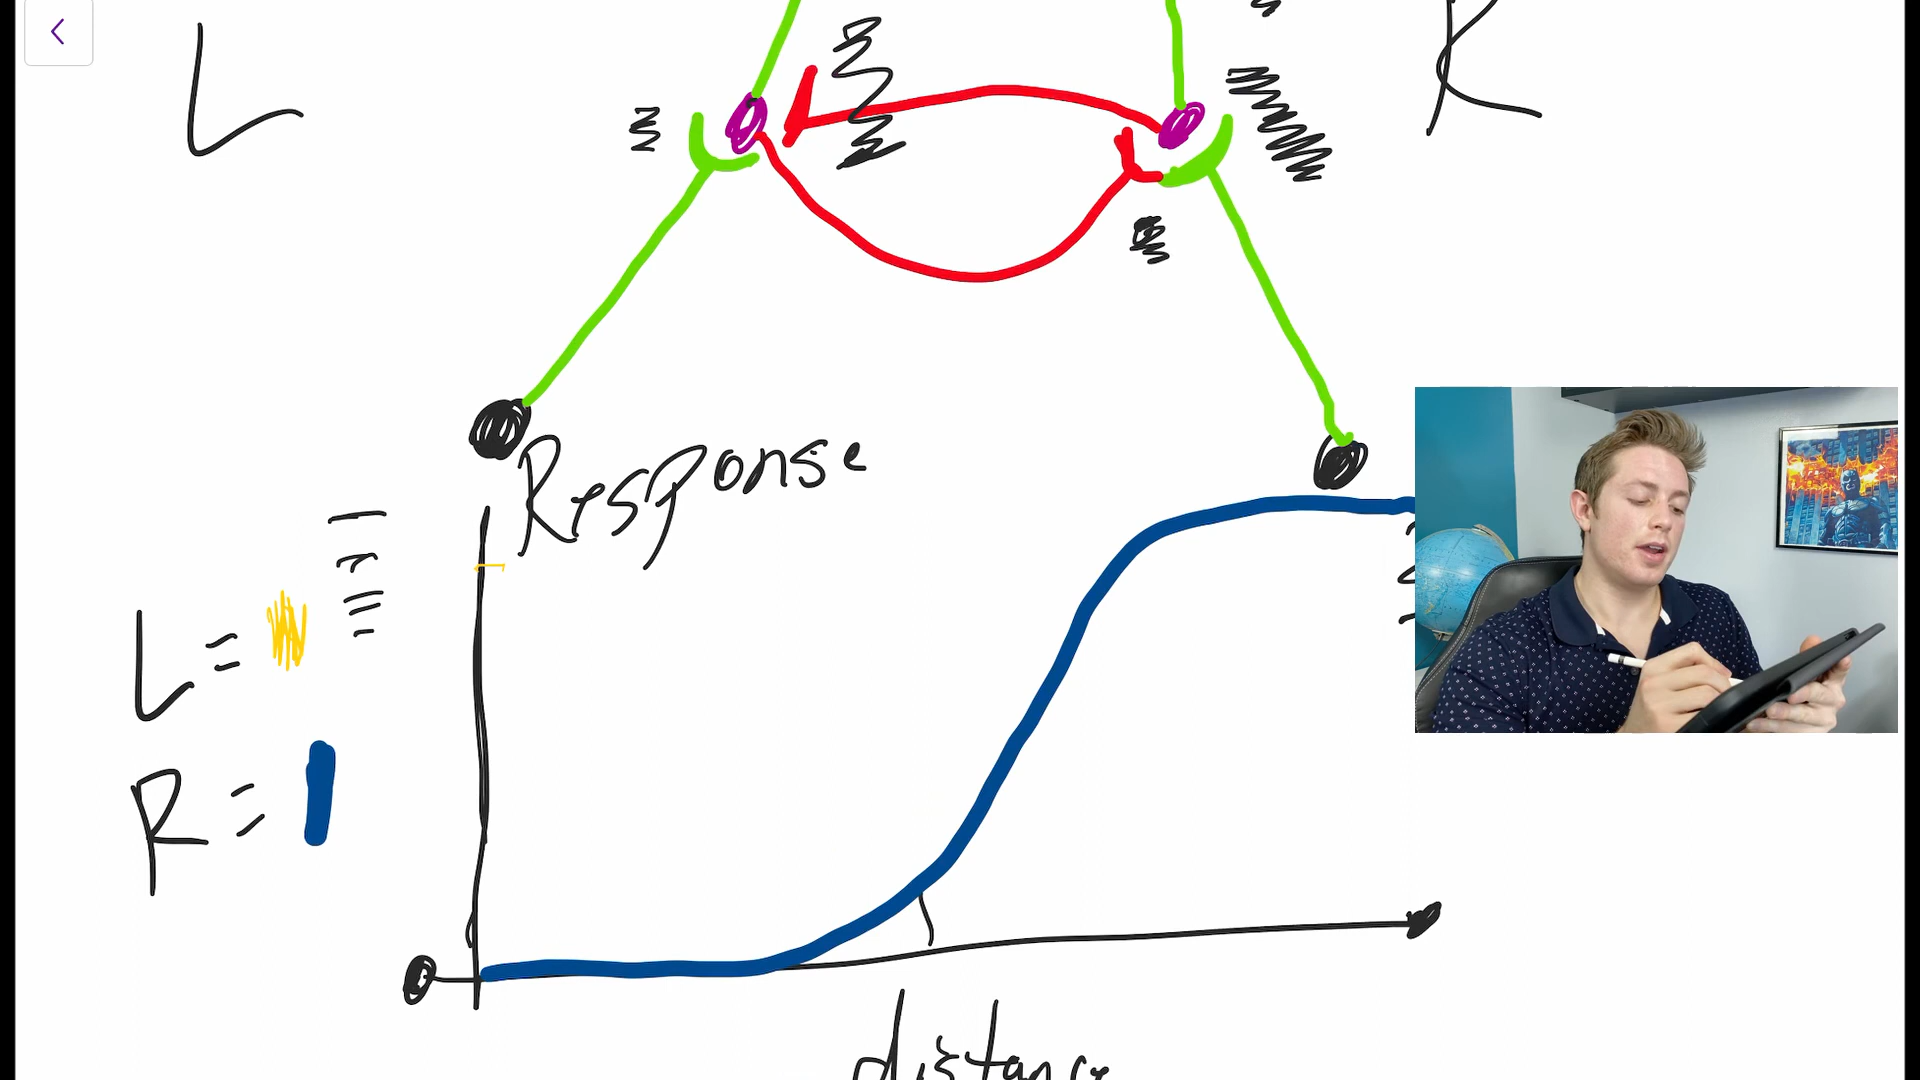 L
R
Response
L =
R =
distance